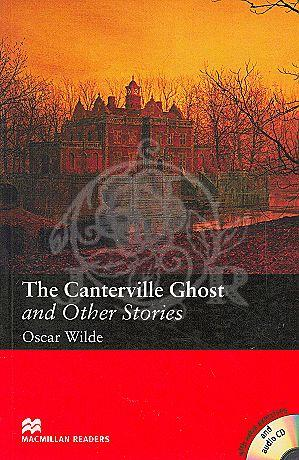 The Canterville Ghost
and Other Stories
Oscar Wilde
MACMILLAN READERS
and
audio CD